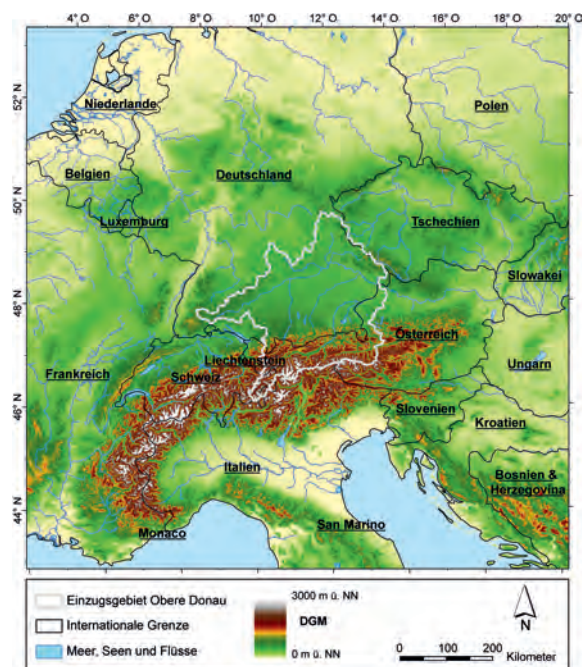 6° O 8° O 10° O 12° O 14° O 16° O 18° O 20° O
52° N
50° N
48° N
46° N
44° N
Niederlande
Polen
Belgien
Deutschland
Luxemburg
Tschechien
Slowakei
Österreich
Liechtenstein
Frankreich
Schweiz
Ungarn
Slowenien
Kroatien
Italien
Bosnien &
Herzegovina
San Marino
Monaco
Einzugsgebiet Obere Donau
Internationale Grenze
Meer, Seen und Flüsse
3000 m ü. NN
DGM
0 m ü. NN
N
0 100 200
Kilometer